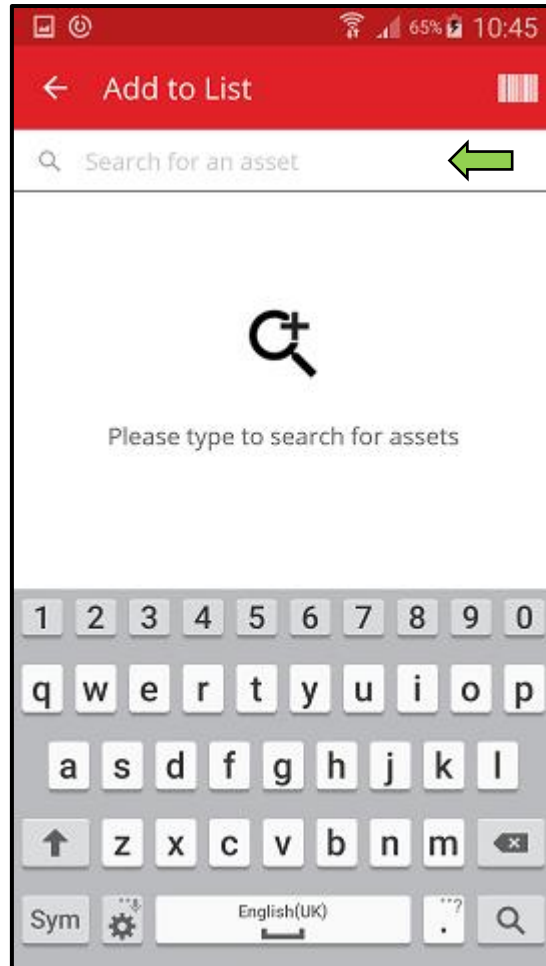 65% 10:45
Add to List
Search for an asset
Please type to search for assets
1 2 3 4 5 6 7 8 9 0
q w e r t y u i o p
a s d f g h j k l
z x c v b n m
Sym English(UK) . ?